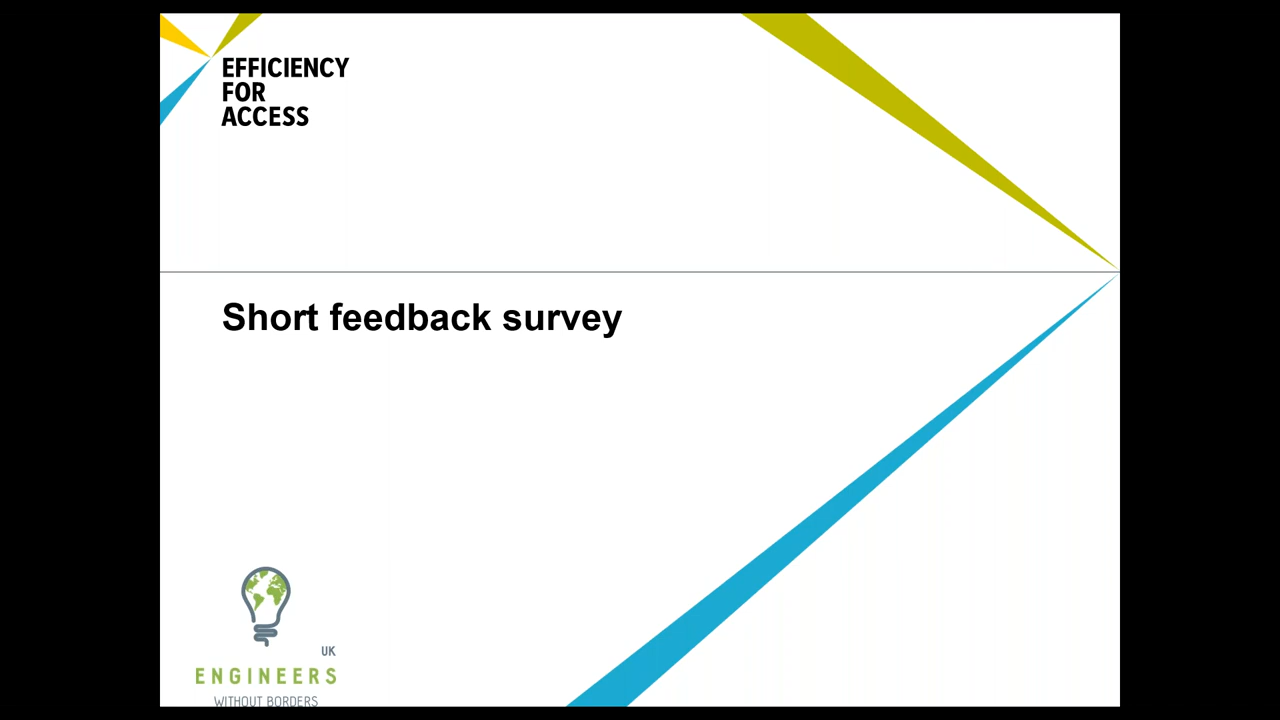 EFFICIENCY
FOR
ACCESS
Short feedback survey
UK
ENGINEERS
WITHOUT BORDERS